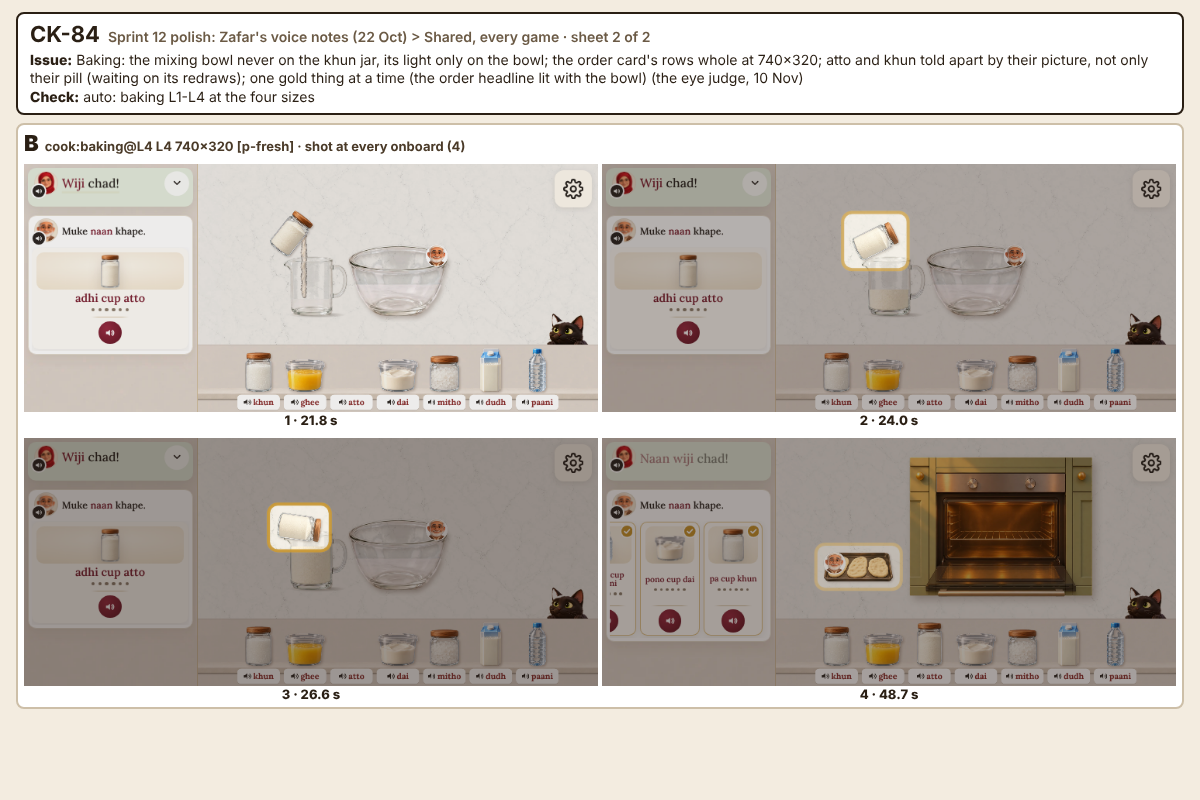 CK-84 Sprint 12 polish: Zafar's voice notes (22 Oct) > Shared, every game · sheet 2 of 2
Issue: Baking: the mixing bowl never on the khun jar, its light only on the bowl; the order card's rows whole at 740×320; atto and khun told apart by their picture, not only
their pill (waiting on its redraws); one gold thing at a time (the order headline lit with the bowl) (the eye judge, 10 Nov)
Check: auto: baking L1-L4 at the four sizes
B cook:baking@L4 L4 740×320 [p-fresh] · shot at every onboard (4)
Wiji chad!
Muke naan khape.
adhi cup atto
khun ghee atto dai mitho dudh paani
1 · 21.8 s
Wiji chad!
Muke naan khape.
adhi cup atto
khun ghee atto dai mitho dudh paani
2 · 24.0 s
Wiji chad!
Muke naan khape.
adhi cup atto
khun ghee atto dai mitho dudh paani
3 · 26.6 s
Naan wiji chad!
Muke naan khape.
cup
ni
pono cup dai
pa cup khun
khun ghee atto dai mitho dudh paani
4 · 48.7 s